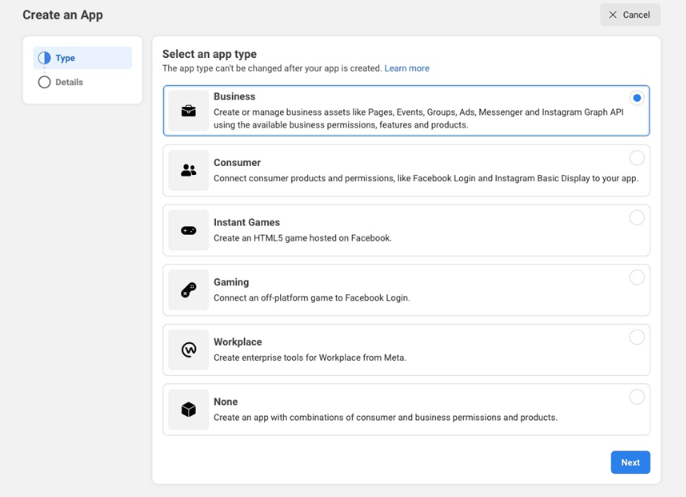 Create an App
Cancel
Type
Details
Select an app type
The app type can't be changed after your app is created. Learn more
Business
Create or manage business assets like Pages, Events, Groups, Ads, Messenger and Instagram Graph API
using the available business permissions, features and products.
Consumer
Connect consumer products and permissions, like Facebook Login and Instagram Basic Display to your app.
Instant Games
Create an HTML5 game hosted on Facebook.
Gaming
Connect an off-platform game to Facebook Login.
Workplace
Create enterprise tools for Workplace from Meta.
None
Create an app with combinations of consumer and business permissions and products.
Next